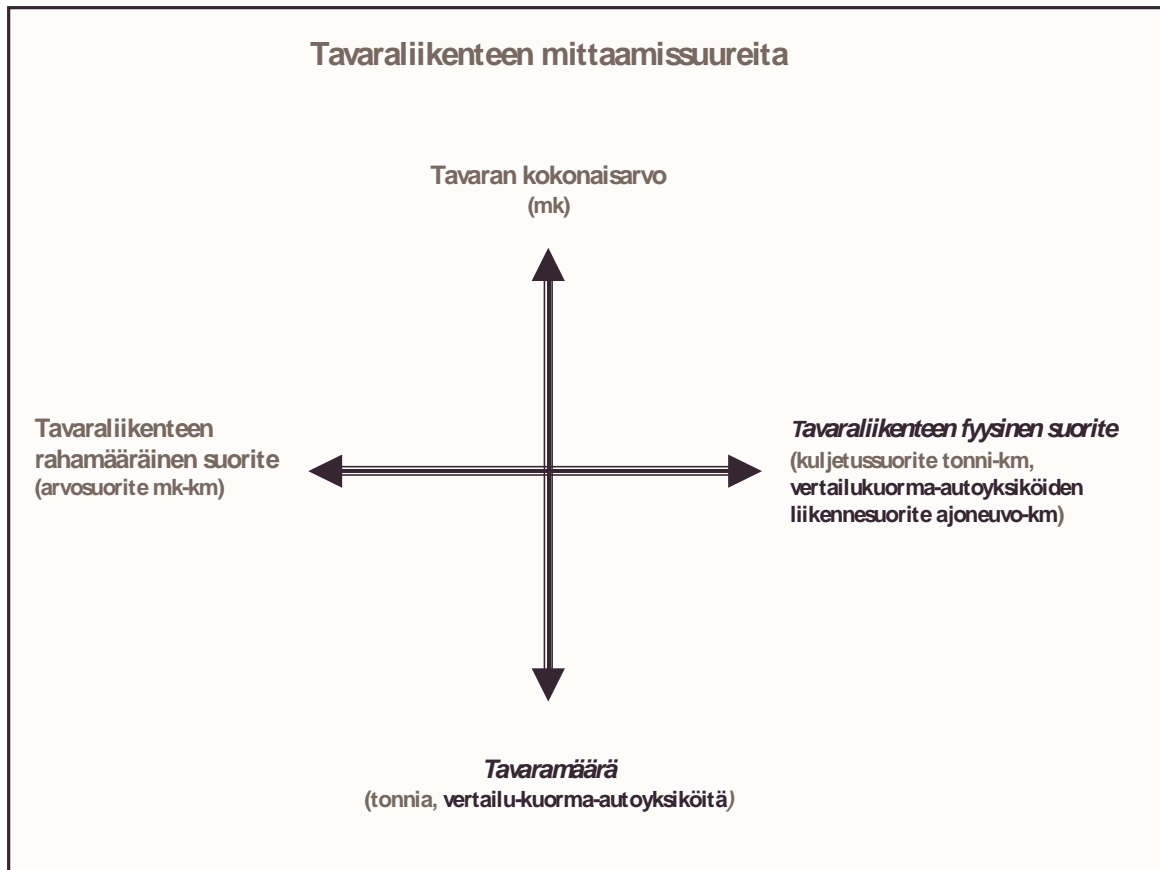 Tavaraliikenteen mittaamissuureita
Tavaran kokonaisarvo
(mk)
Tavaraliikenteen
rahamääräinen suorite
(arvosuorite mk-km)
Tavaraliikenteen fyysinen suorite
(kuljetussuorite tonni-km,
vertailukuorma-autoyksiköiden
liikennesuorite ajoneuvo-km)
Tavaramäärä
(tonnia, vertailu-kuorma-autoyksiköitä)